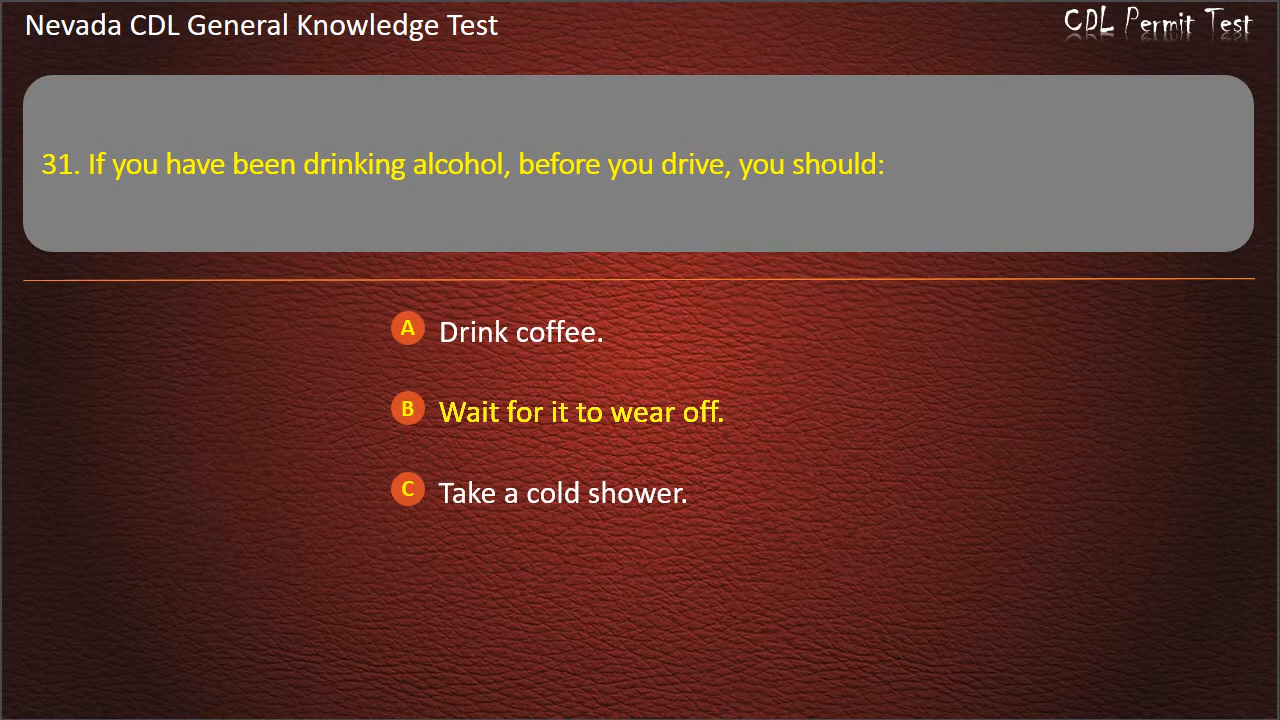 Nevada CDL General Knowledge Test
CDL Permit Test
31. If you have been drinking alcohol, before you drive, you should:
A Drink coffee.
B Wait for it to wear off.
C Take a cold shower.